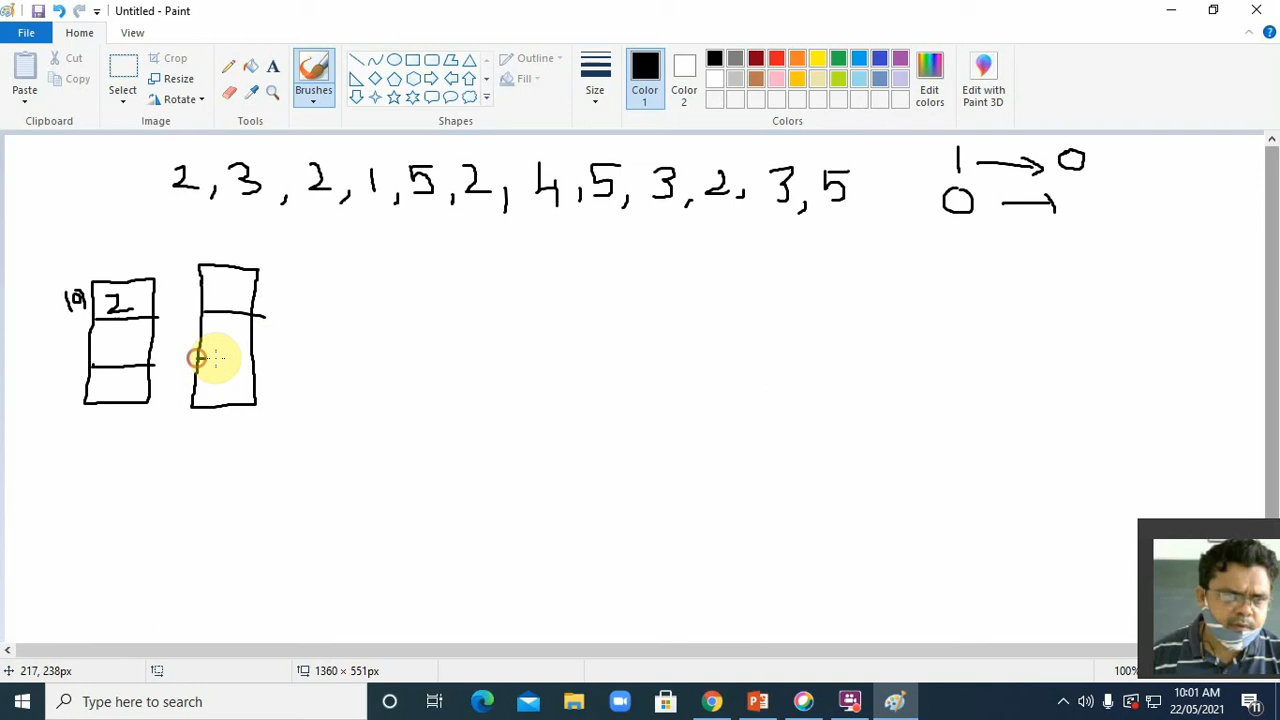 Untitled - Paint
File
Home
View
Paste
Cut
Copy
Clipboard
Select
Crop
Resize
Rotate
Image
Tools
Brushes
Shapes
Outline
Fill
Size
Color 1
Color 2
Edit colors
Edit with Paint 3D
Colors
2, 3, 2, 1, 5, 2, 4, 5, 3, 2, 3, 5
1 → 0
0 → 1
2
217, 238px
1360 × 551px
100%
Type here to search
10:01 AM
22/05/2021